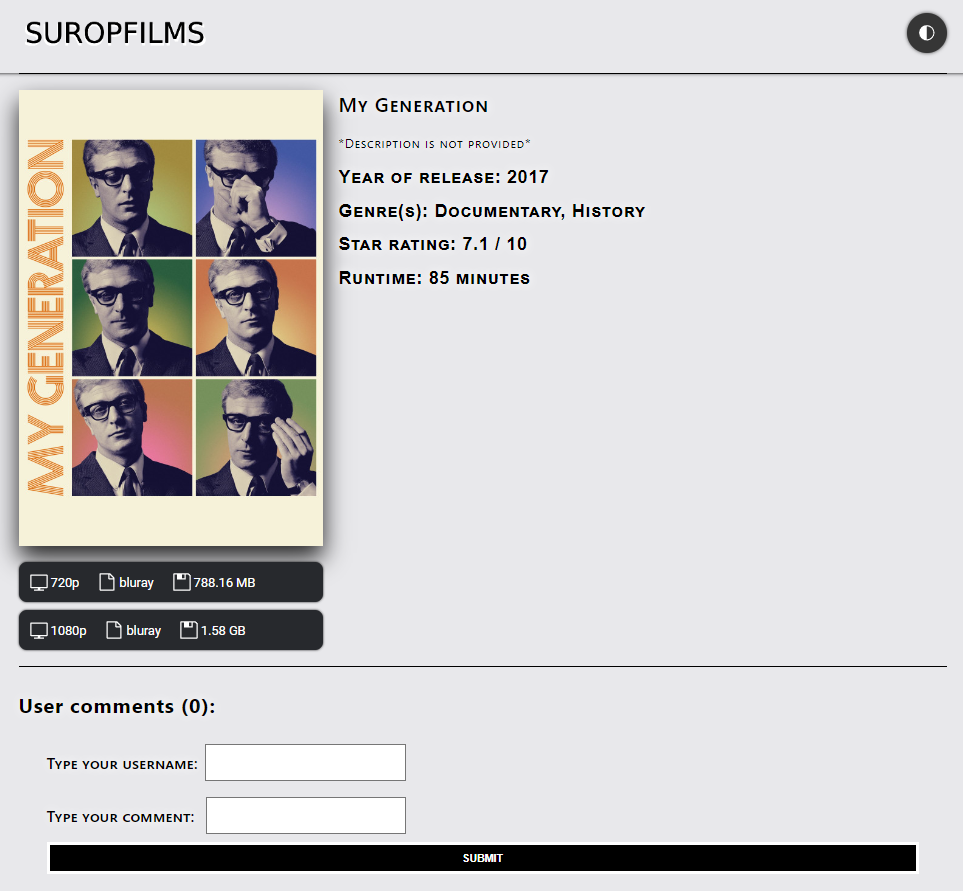 SUROPFILMS
MY GENERATION
My Generation
*Description is not provided*
Year of release: 2017
Genre(s): Documentary, History
Star rating: 7.1 / 10
Runtime: 85 minutes
720p bluray 788.16 MB
1080p bluray 1.58 GB
User comments (0):
Type your username:
Type your comment:
SUBMIT